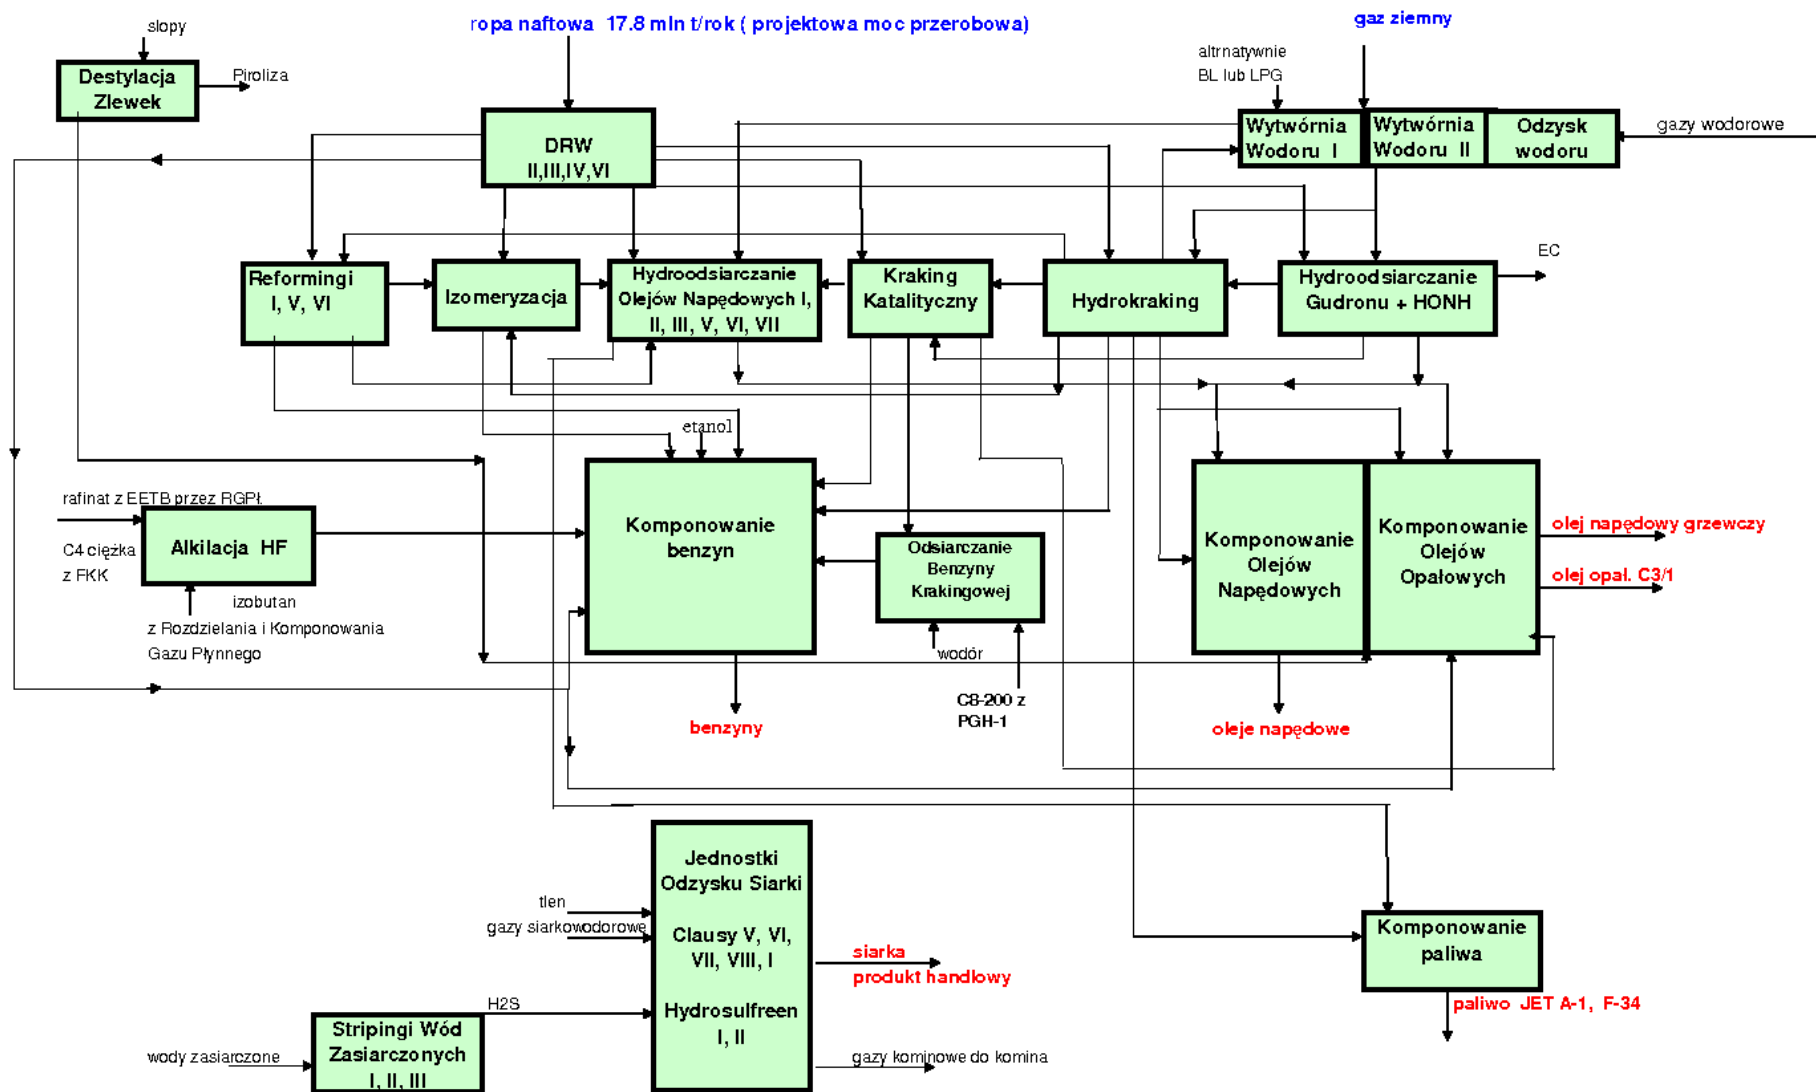 ropa naftowa 17.8 mln t/rok ( projektowa moc przerobowa)
gaz ziemny
slopy
altrnatywnie
BL lub LPG
Destylacja
Zlewek
Piroliza
DRW
II,III,IV,VI
Wytwórnia
Wodoru I
Wytwórnia
Wodoru II
Odzysk
wodoru
gazy wodorowe
Reformingi
I, V, VI
Izomeryzacja
Hydroodsiarczanie
Olejów Napędowych I,
II, III, V, VI, VII
Kraking
Katalityczny
Hydrokraking
Hydroodsiarczanie
Gudronu + HONH
EC
etanol
rafinat z EETB przez RGPŁ
C4 ciężka
z FKK
Alkilacja HF
izobutan
z Rozdzielania i Komponowania
Gazu Płynnego
Komponowanie
benzyn
Odsiarczanie
Benzyny
Krakingowej
wodór
C8-200 z
PGH-1
Komponowanie
Olejów
Napędowych
Komponowanie
Olejów
Opałowych
olej napędowy grzewczy
olej opał. C3/1
benzyny
oleje napędowe
Jednostki
Odzysku Siarki
Clausy V, VI,
VII, VIII, I
Hydrosulfreen
I, II
tlen
gazy siarkowodorowe
siarka
produkt handlowy
H2S
Stripingi Wód
Zasiarczonych
I, II, III
wody zasiarczone
gazy kominowe do komina
Komponowanie
paliwa
paliwo JET A-1, F-34